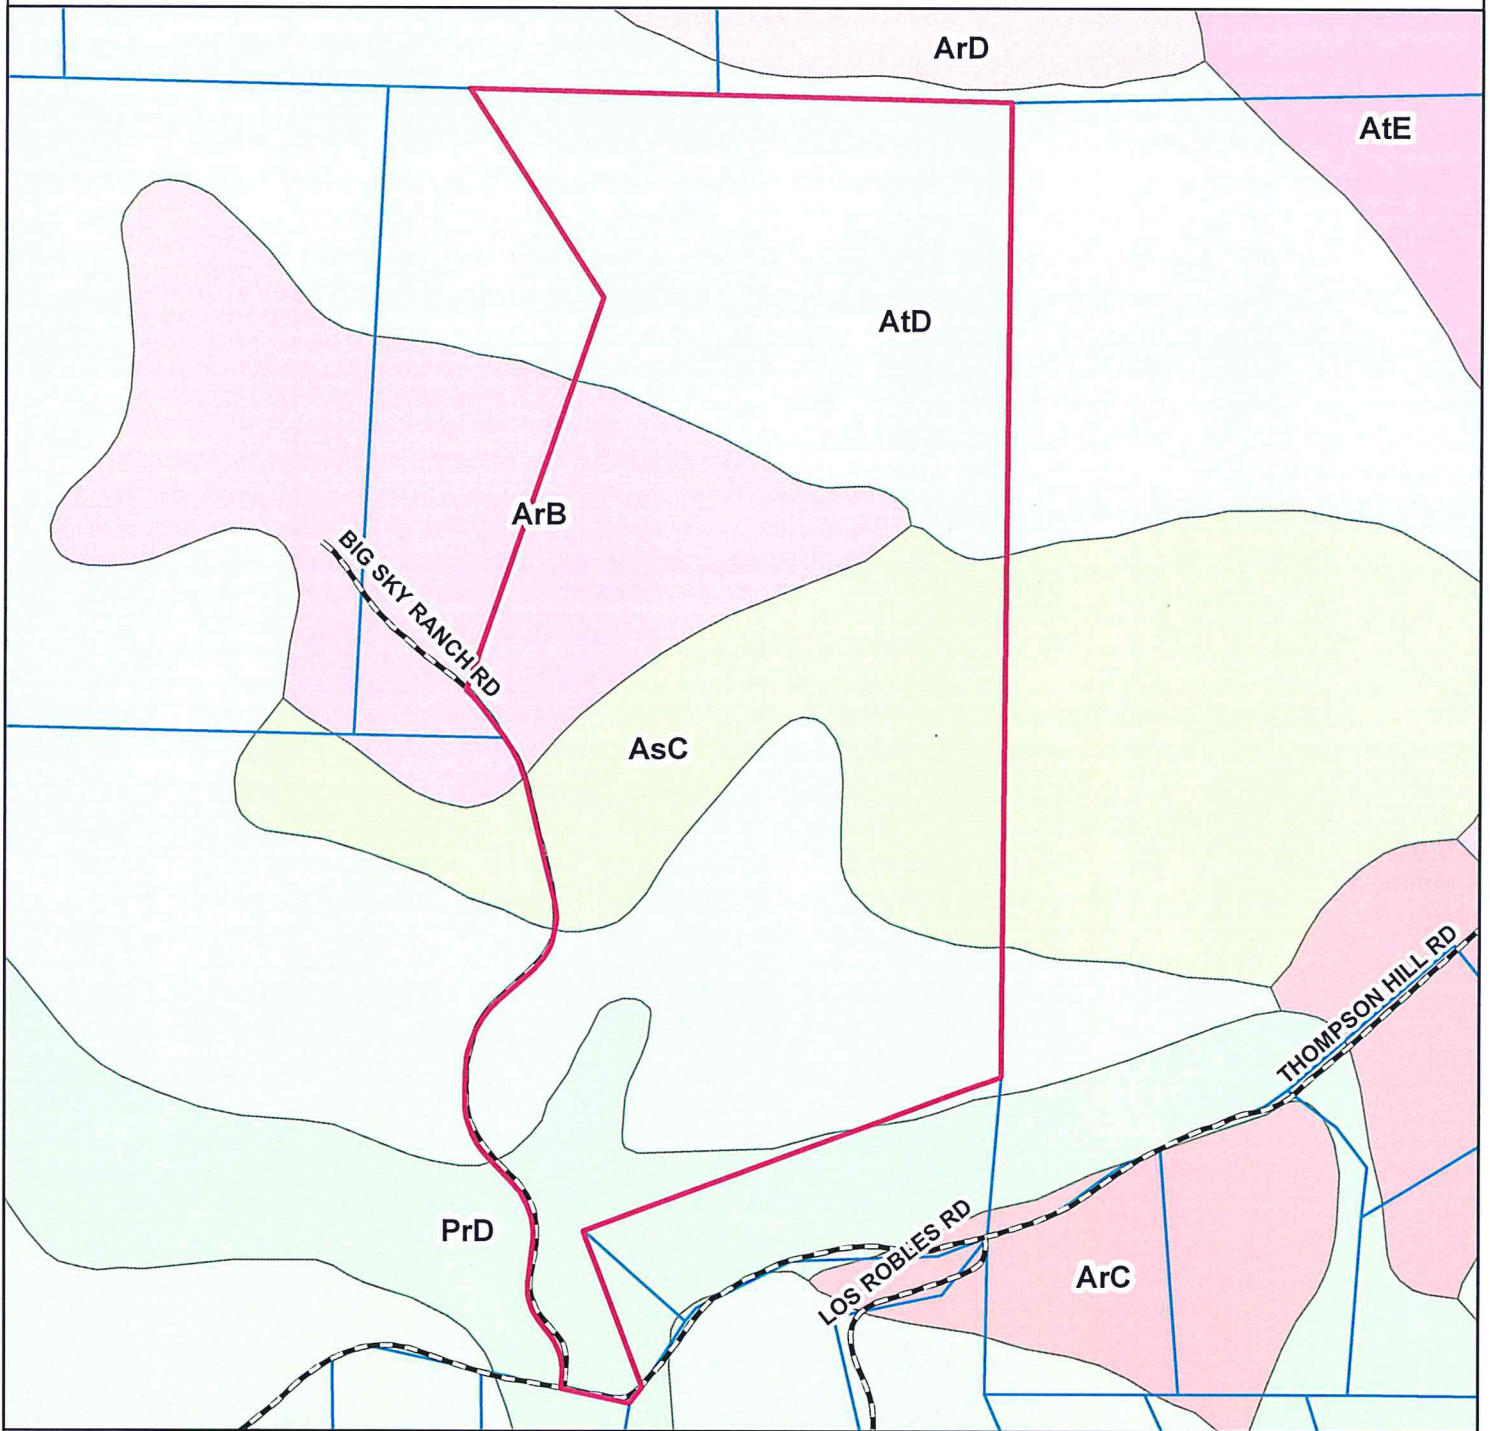 ArD
AtE
AtD
ArB
BIG SKY RANCH RD
AsC
THOMPSON HILL RD
PrD
LOS ROBLES RD
ArC